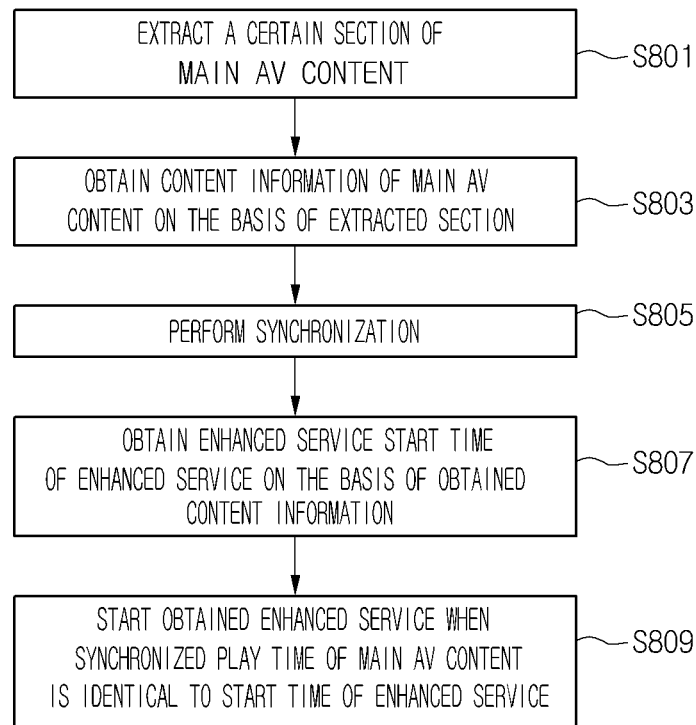 EXTRACT A CERTAIN SECTION OF
MAIN AV CONTENT
S801
OBTAIN CONTENT INFORMATION OF MAIN AV
CONTENT ON THE BASIS OF EXTRACTED SECTION
S803
PERFORM SYNCHRONIZATION
S805
OBTAIN ENHANCED SERVICE START TIME
OF ENHANCED SERVICE ON THE BASIS OF OBTAINED
CONTENT INFORMATION
S807
START OBTAINED ENHANCED SERVICE WHEN
SYNCHRONIZED PLAY TIME OF MAIN AV CONTENT
IS IDENTICAL TO START TIME OF ENHANCED SERVICE
S809